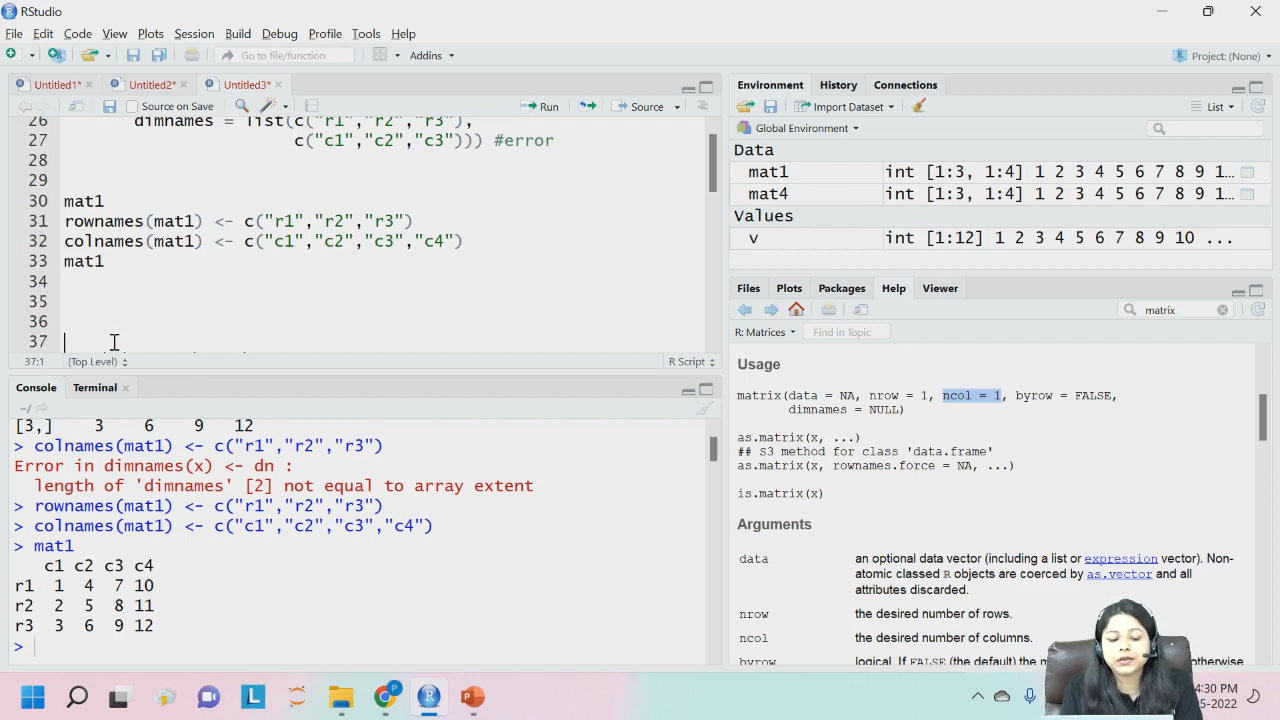 RStudio
File Edit Code View Plots Session Build Debug Profile Tools Help
Go to file/function
Addins
Project: (None)
Untitled1* Untitled2* Untitled3*
Source on Save
Run
Source
26 dimnames = list(c("r1","r2","r3"),
27 c("c1","c2","c3"))) #error
28
29
30 mat1
31 rownames(mat1) <- c("r1","r2","r3")
32 colnames(mat1) <- c("c1","c2","c3","c4")
33 mat1
34
35
36
37
37:1 (Top Level) R Script
Console Terminal
~/
[3,] 3 6 9 12
> colnames(mat1) <- c("r1","r2","r3")
Error in dimnames(x) <- dn :
length of 'dimnames' [2] not equal to array extent
> rownames(mat1) <- c("r1","r2","r3")
> colnames(mat1) <- c("c1","c2","c3","c4")
> mat1
c1 c2 c3 c4
r1 1 4 7 10
r2 2 5 8 11
r3 3 6 9 12
>
Environment History Connections
Import Dataset
List
Global Environment
Data
mat1 int [1:3, 1:4] 1 2 3 4 5 6 7 8 9 1…
mat4 int [1:3, 1:4] 1 2 3 4 5 6 7 8 9 1…
Values
v int [1:12] 1 2 3 4 5 6 7 8 9 10 ...
Files Plots Packages Help Viewer
matrix
R: Matrices Find in Topic
Usage
matrix(data = NA, nrow = 1, ncol = 1, byrow = FALSE,
dimnames = NULL)
as.matrix(x, ...)
## S3 method for class 'data.frame'
as.matrix(x, rownames.force = NA, ...)
is.matrix(x)
Arguments
data an optional data vector (including a list or expression vector). Non-
atomic classed R objects are coerced by as.vector and all
attributes discarded.
nrow the desired number of rows.
ncol the desired number of columns.
byrow logical. If FALSE (the default) the otherwise
L
P
R
P
4:30 PM
5-2022